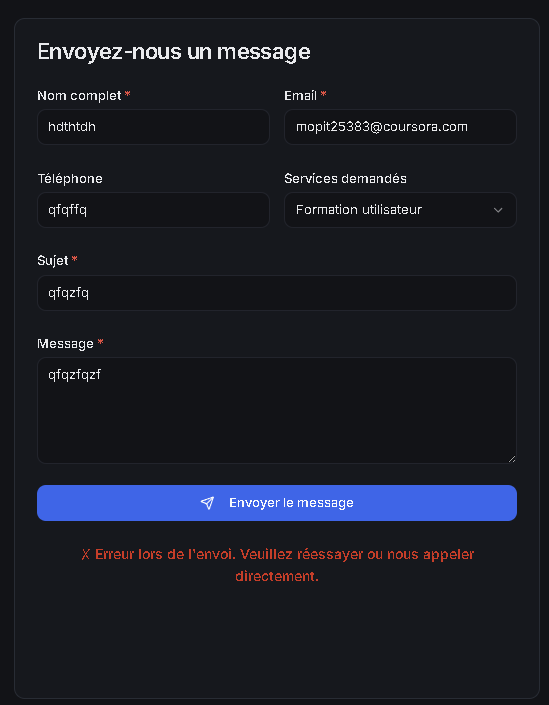 Envoyez-nous un message
Nom complet *
Email *
hdthtdh
mopit25383@coursora.com
Téléphone
Services demandés
qfqffq
Formation utilisateur
Sujet *
qfqzfq
Message *
qfqzfqzf
Envoyer le message
X Erreur lors de l'envoi. Veuillez réessayer ou nous appeler
directement.